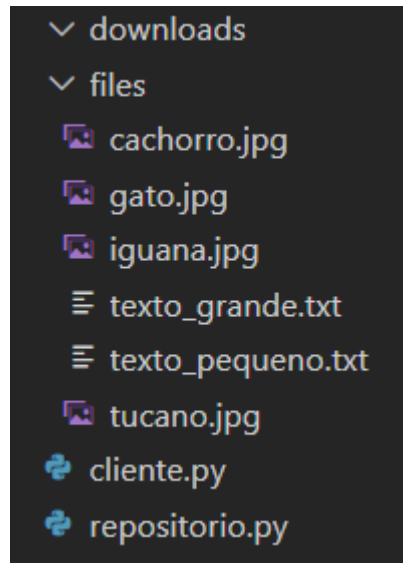 downloads
files
cachorro.jpg
gato.jpg
iguana.jpg
texto_grande.txt
texto_pequeno.txt
tucano.jpg
cliente.py
repositorio.py